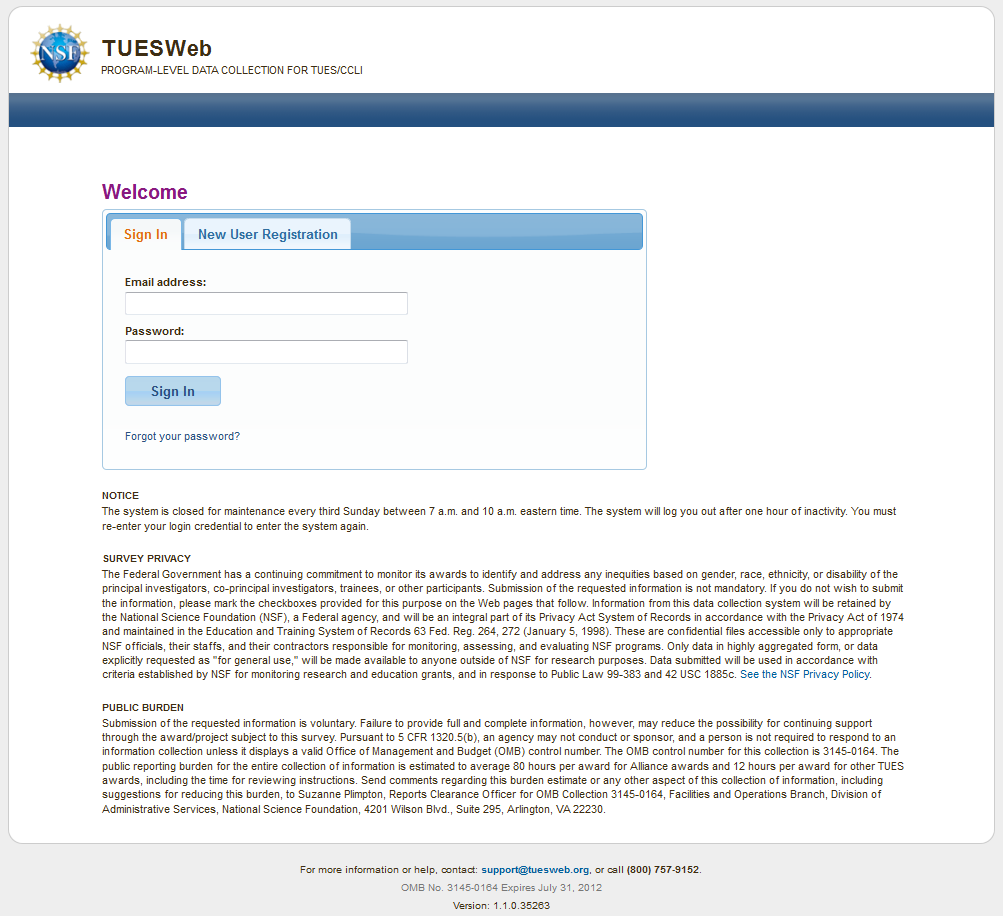 NSF
TUESWeb
PROGRAM-LEVEL DATA COLLECTION FOR TUES/CCLI
Welcome
Sign In
New User Registration
Email address:
Password:
Sign In
Forgot your password?
NOTICE
The system is closed for maintenance every third Sunday between 7 a.m. and 10 a.m. eastern time. The system will log you out after one hour of inactivity. You must
re-enter your login credential to enter the system again.
SURVEY PRIVACY
The Federal Government has a continuing commitment to monitor its awards to identify and address any inequities based on gender, race, ethnicity, or disability of the
principal investigators, co-principal investigators, trainees, or other participants. Submission of the requested information is not mandatory. If you do not wish to submit
the information, please mark the checkboxes provided for this purpose on the Web pages that follow. Information from this data collection system will be retained by
the National Science Foundation (NSF), a Federal agency, and will be an integral part of its Privacy Act System of Records in accordance with the Privacy Act of 1974
and maintained in the Education and Training System of Records 63 Fed. Reg. 264, 272 (January 5, 1998). These are confidential files accessible only to appropriate
NSF officials, their staffs, and their contractors responsible for monitoring, assessing, and evaluating NSF programs. Only data in highly aggregated form, or data
explicitly requested as "for general use," will be made available to anyone outside of NSF for research purposes. Data submitted will be used in accordance with
criteria established by NSF for monitoring research and education grants, and in response to Public Law 99-383 and 42 USC 1885c. See the NSF Privacy Policy.
PUBLIC BURDEN
Submission of the requested information is voluntary. Failure to provide full and complete information, however, may reduce the possibility for continuing support
through the award/project subject to this survey. Pursuant to 5 CFR 1320.5(b), an agency may not conduct or sponsor, and a person is not required to respond to an
information collection unless it displays a valid Office of Management and Budget (OMB) control number. The OMB control number for this collection is 3145-0164. The
public reporting burden for the entire collection of information is estimated to average 80 hours per award for Alliance awards and 12 hours per award for other TUES
awards, including the time for reviewing instructions. Send comments regarding this burden estimate or any other aspect of this collection of information, including
suggestions for reducing this burden, to Suzanne Plimpton, Reports Clearance Officer for OMB Collection 3145-0164, Facilities and Operations Branch, Division of
Administrative Services, National Science Foundation, 4201 Wilson Blvd., Suite 295, Arlington, VA 22230.
For more information or help, contact: support@tuesweb.org, or call (800) 757-9152.
OMB No. 3145-0164 Expires July 31, 2012
Version: 1.1.0.35263